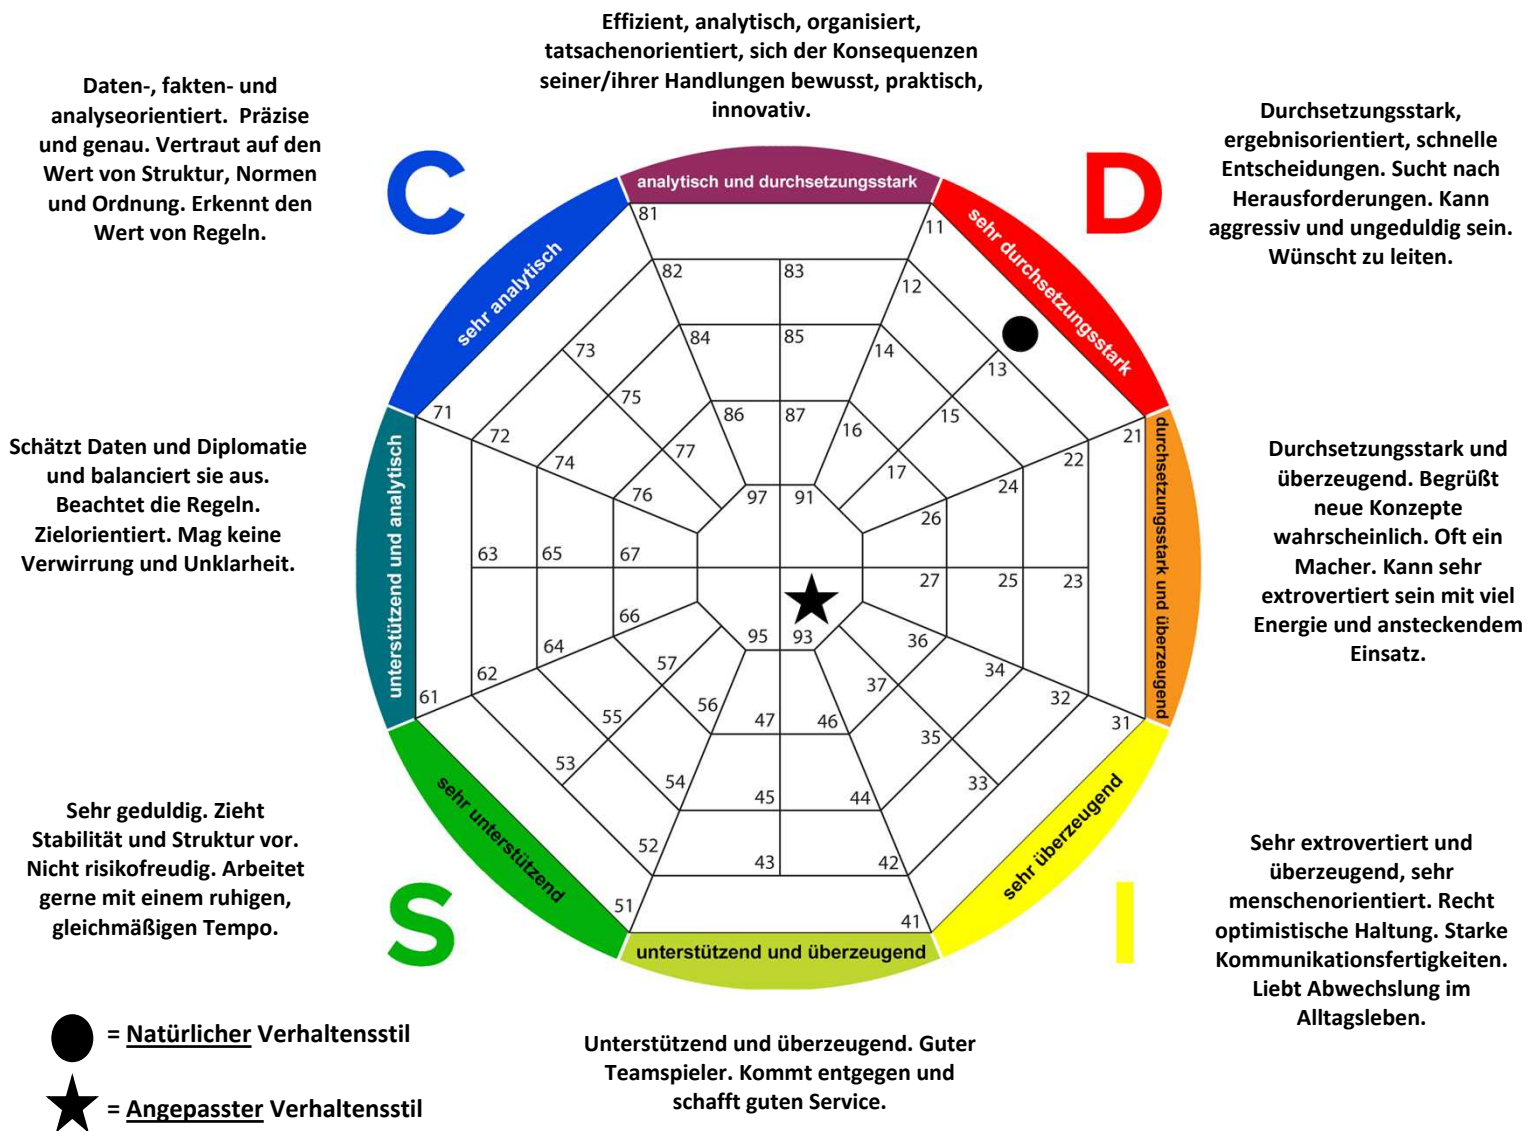 Effizient, analytisch, organisiert,
tatsachenorientiert, sich der Konsequenzen
seiner/ihrer Handlungen bewusst, praktisch,
innovativ.
Daten-, fakten- und
analyseorientiert. Präzise
und genau. Vertraut auf den
Wert von Struktur, Normen
und Ordnung. Erkennt den
Wert von Regeln.
C
D
Durchsetzungsstark,
ergebnisorientiert, schnelle
Entscheidungen. Sucht nach
Herausforderungen. Kann
aggressiv und ungeduldig sein.
Wünscht zu leiten.
analytisch und durchsetzungsstark
sehr analytisch
sehr durchsetzungsstark
81
11
82
83
12
84
85
14
73
13
75
15
71
86
87
16
21
72
77
17
22
74
24
76
97
91
26
63
65
67
27
25
23
66
64
95
93
36
62
57
34
61
37
32
56
47
46
31
55
35
53
33
54
45
44
52
43
42
51
41
Schätzt Daten und Diplomatie
und balanciert sie aus.
Beachtet die Regeln.
Zielorientiert. Mag keine
Verwirrung und Unklarheit.
unterstützend und analytisch
durchsetzungsstark und überzeugend
Durchsetzungsstark und
überzeugend. Begrüßt
neue Konzepte
wahrscheinlich. Oft ein
Macher. Kann sehr
extrovertiert sein mit viel
Energie und ansteckendem
Einsatz.
Sehr geduldig. Zieht
Stabilität und Struktur vor.
Nicht risikofreudig. Arbeitet
gerne mit einem ruhigen,
gleichmäßigen Tempo.
sehr unterstützend
sehr überzeugend
S
I
unterstützend und überzeugend
Sehr extrovertiert und
überzeugend, sehr
menschenorientiert. Recht
optimistische Haltung. Starke
Kommunikationsfertigkeiten.
Liebt Abwechslung im
Alltagsleben.
= Natürlicher Verhaltensstil
= Angepasster Verhaltensstil
Unterstützend und überzeugend. Guter
Teamspieler. Kommt entgegen und
schafft guten Service.